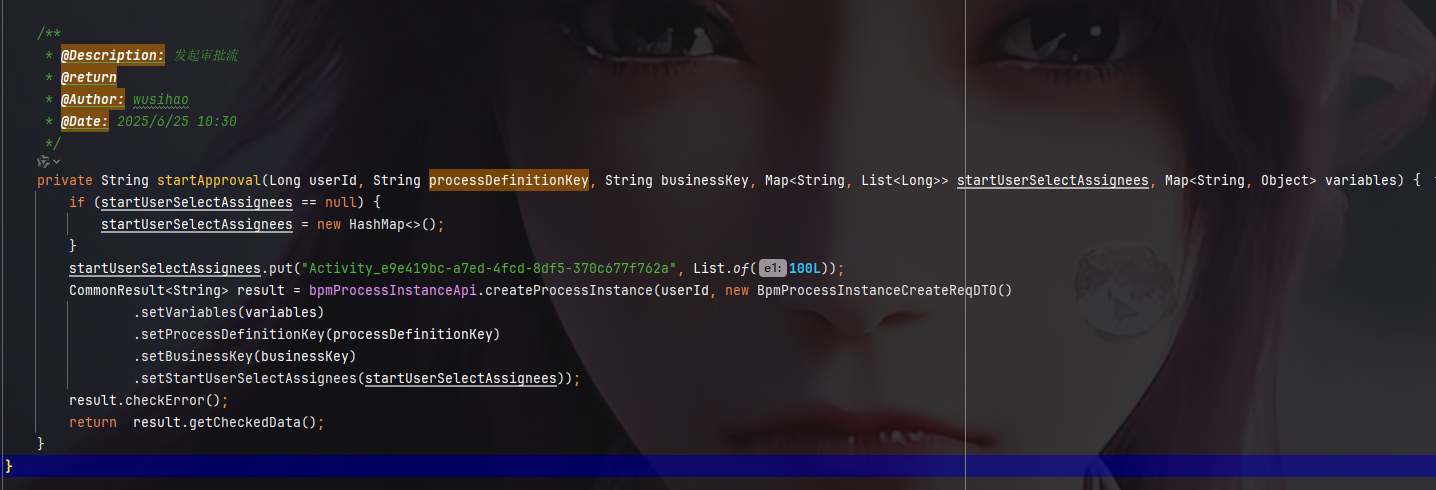 /**
* @Description: 发起审批流
* @return
* @Author: wusihao
* @Date: 2025/6/25 10:30
*/
private String startApproval(Long userId, String processDefinitionKey, String businessKey, Map<String, List<Long>> startUserSelectAssignees, Map<String, Object> variables) {
if (startUserSelectAssignees == null) {
startUserSelectAssignees = new HashMap<>();
}
startUserSelectAssignees.put("Activity_e9e419bc-a7ed-4fcd-8df5-370c677f762a", List.of( e1: 100L));
CommonResult<String> result = bpmProcessInstanceApi.createProcessInstance(userId, new BpmProcessInstanceCreateReqDTO()
.setVariables(variables)
.setProcessDefinitionKey(processDefinitionKey)
.setBusinessKey(businessKey)
.setStartUserSelectAssignees(startUserSelectAssignees));
result.checkError();
return  result.getCheckedData();
}
}